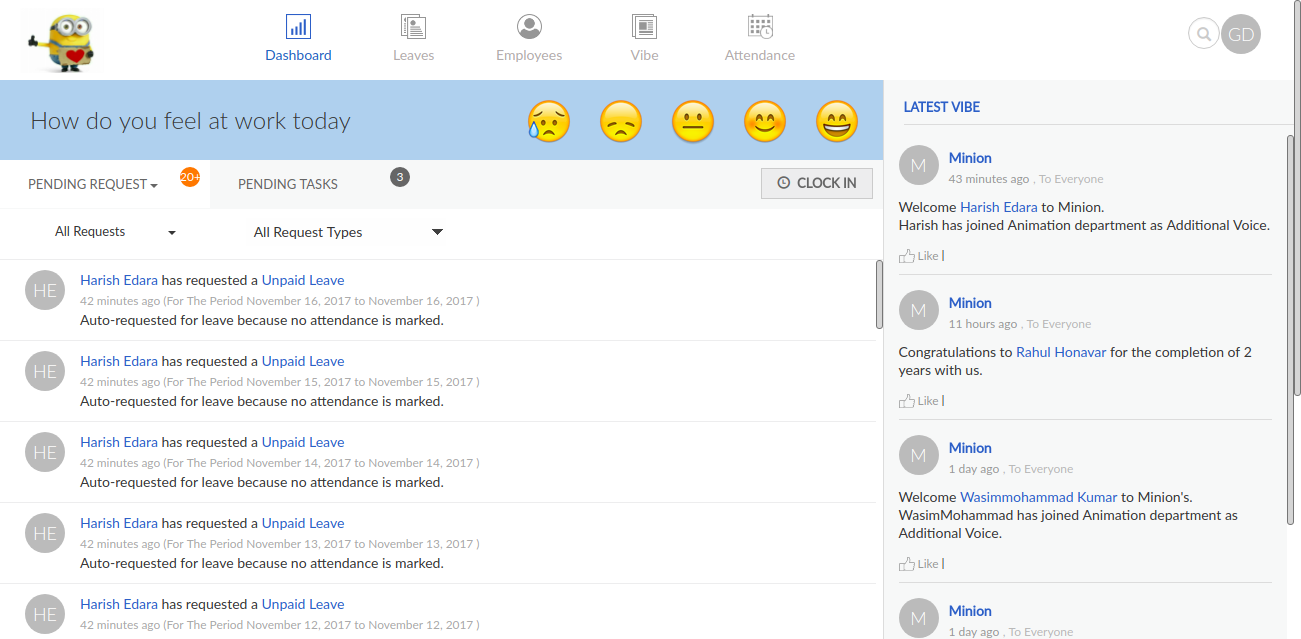 Dashboard
Leaves
Employees
Vibe
Attendance
GD
How do you feel at work today
PENDING REQUEST
20+
PENDING TASKS
3
CLOCK IN
All Requests
All Request Types
HE
Harish Edara has requested a Unpaid Leave
42 minutes ago (For The Period November 16, 2017 to November 16, 2017 )
Auto-requested for leave because no attendance is marked.
HE
Harish Edara has requested a Unpaid Leave
42 minutes ago (For The Period November 15, 2017 to November 15, 2017 )
Auto-requested for leave because no attendance is marked.
HE
Harish Edara has requested a Unpaid Leave
42 minutes ago (For The Period November 14, 2017 to November 14, 2017 )
Auto-requested for leave because no attendance is marked.
HE
Harish Edara has requested a Unpaid Leave
42 minutes ago (For The Period November 13, 2017 to November 13, 2017 )
Auto-requested for leave because no attendance is marked.
HE
Harish Edara has requested a Unpaid Leave
42 minutes ago (For The Period November 12, 2017 to November 12, 2017 )
LATEST VIBE
M
Minion
43 minutes ago , To Everyone
Welcome Harish Edara to Minion.
Harish has joined Animation department as Additional Voice.
Like |
M
Minion
11 hours ago , To Everyone
Congratulations to Rahul Honavar for the completion of 2
years with us.
Like |
M
Minion
1 day ago , To Everyone
Welcome Wasimmohammad Kumar to Minion's.
WasimMohammad has joined Animation department as
Additional Voice.
Like |
M
Minion
1 day ago , To Everyone